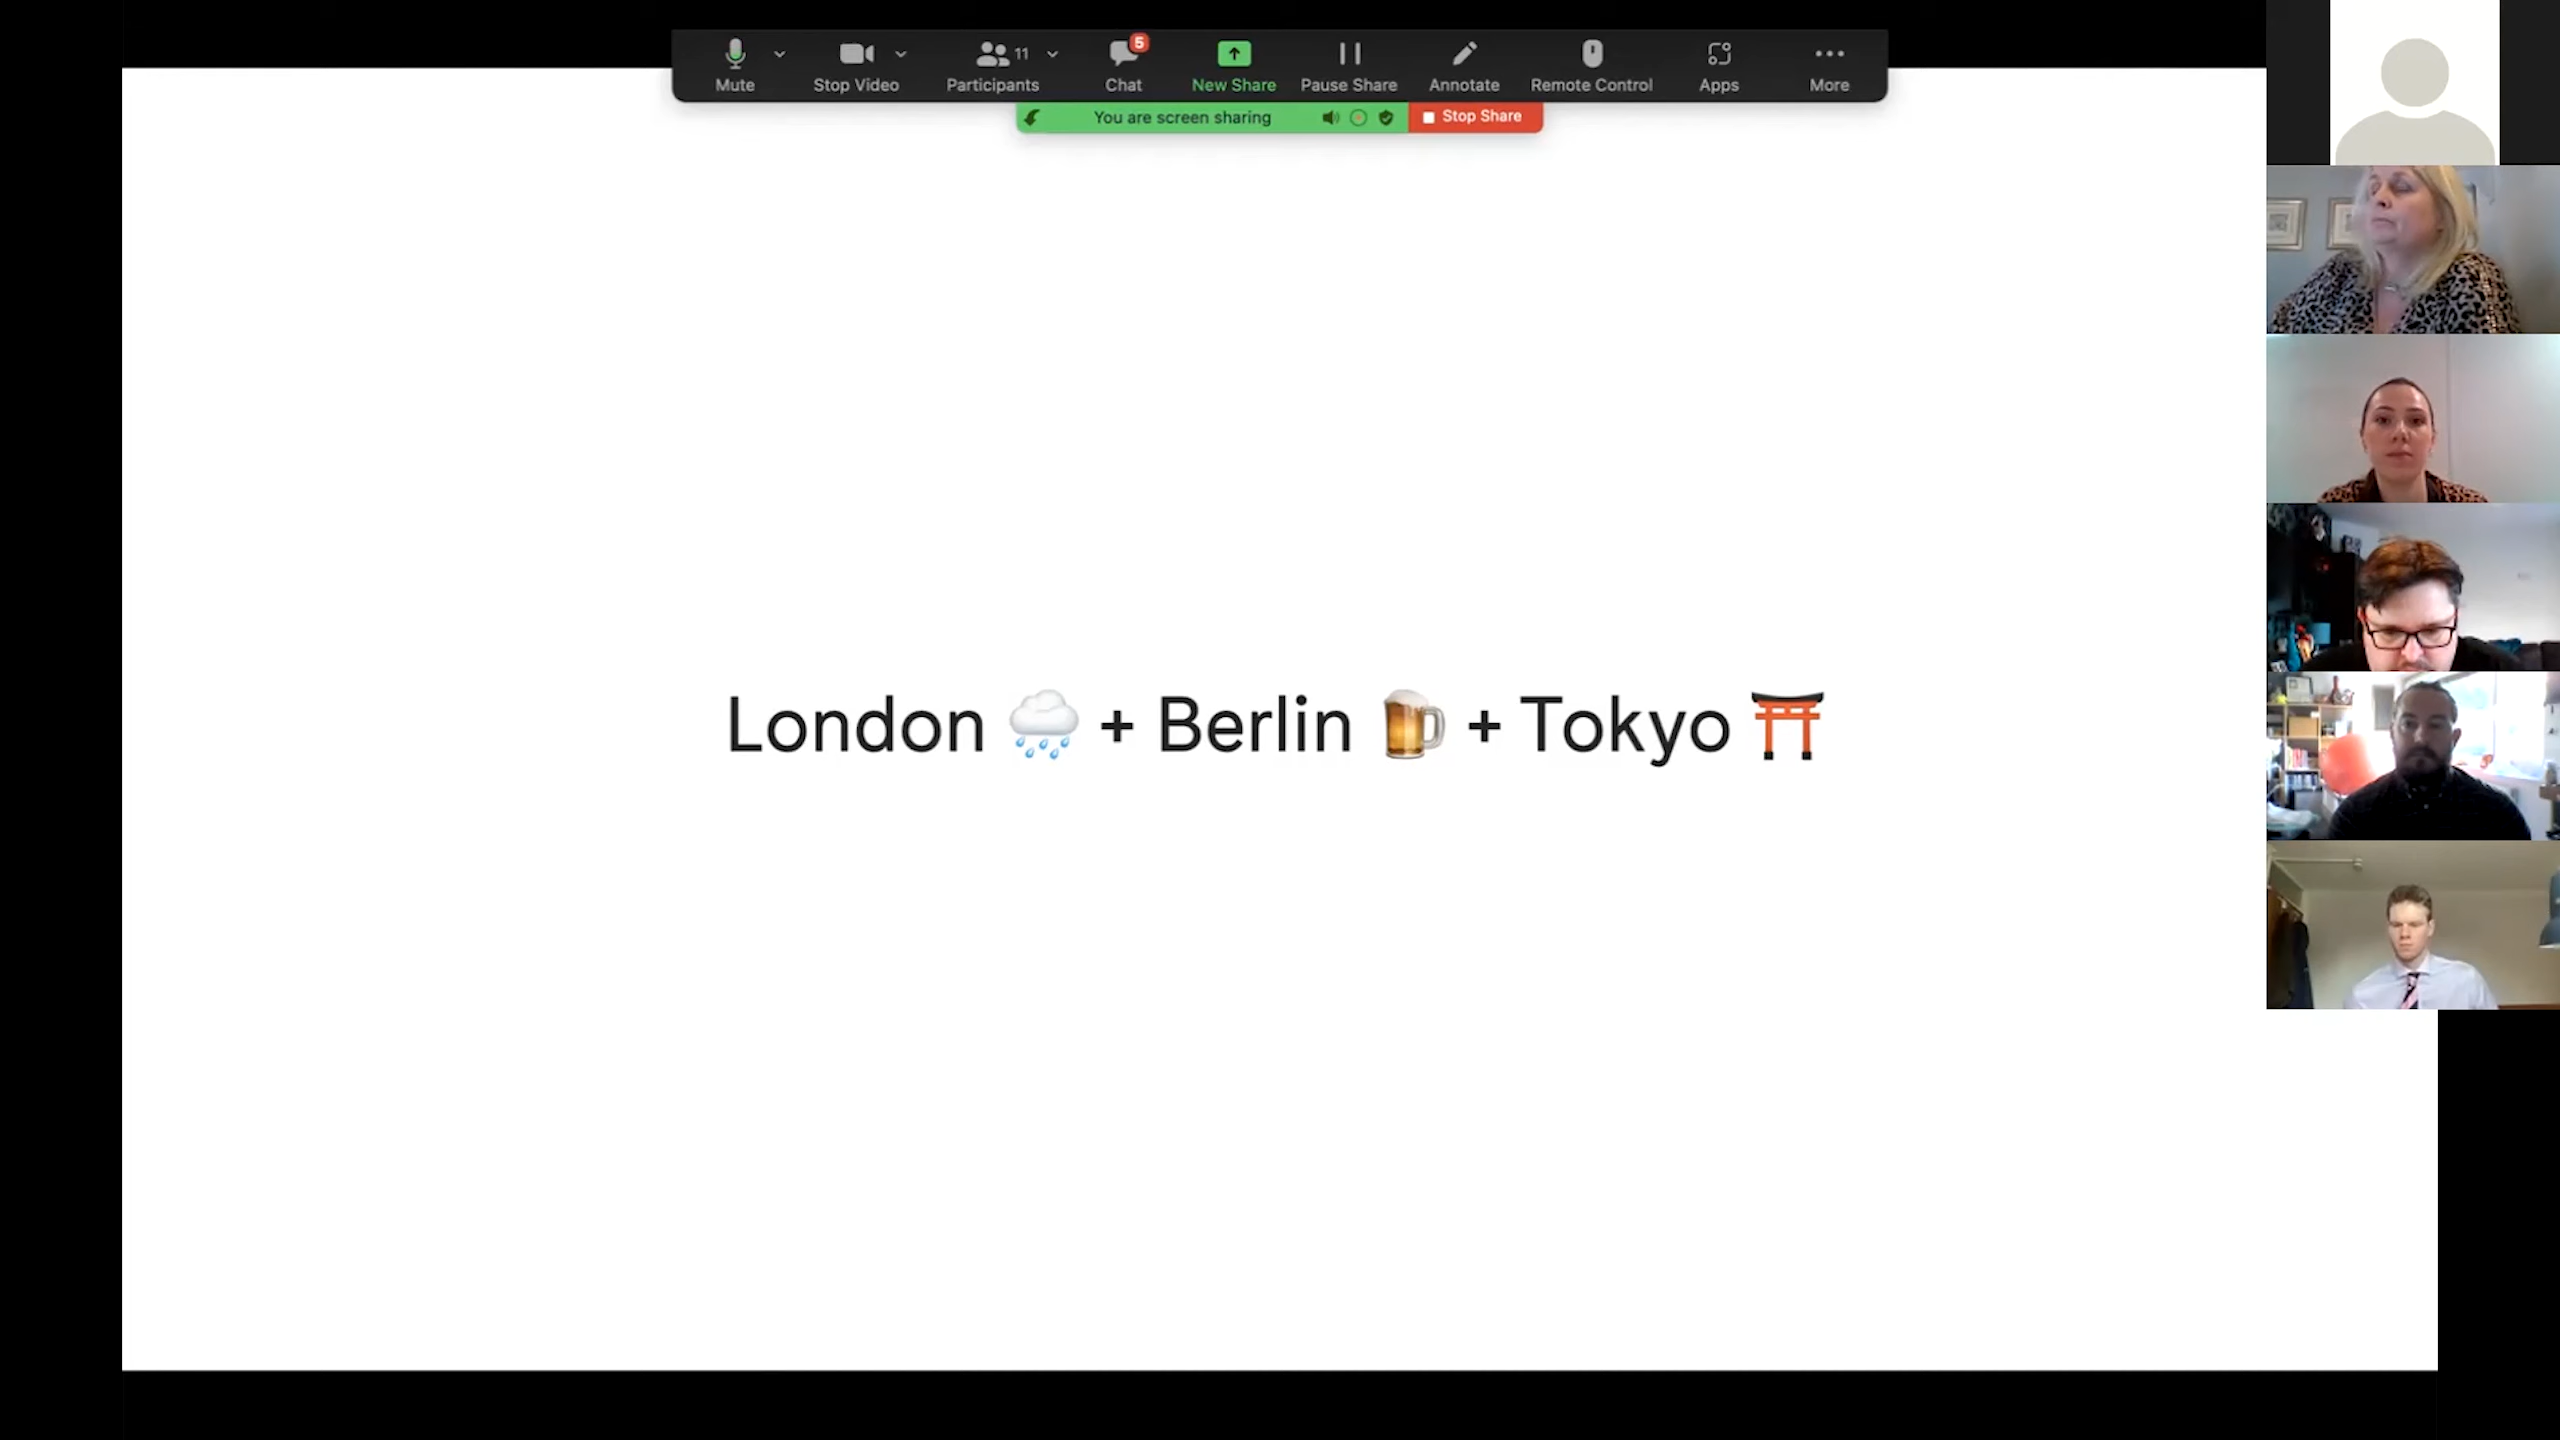 11
5
Mute
Stop Video
Participants
Chat
New Share
Pause Share
Annotate
Remote Control
Apps
More
You are screen sharing
Stop Share
London 🌧️ + Berlin 🍺 + Tokyo ⛩️